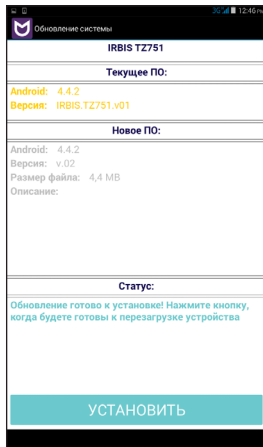 3G 12:46 PM
Обновление системы
IRBIS TZ751
Текущее ПО:
Android: 4.4.2
Версия: IRBIS.TZ751.v01
Новое ПО:
Android: 4.4.2
Версия: v.02
Размер файла: 4,4 MB
Описание:
Статус:
Обновление готово к установке! Нажмите кнопку,
когда будете готовы к перезагрузке устройства
УСТАНОВИТЬ